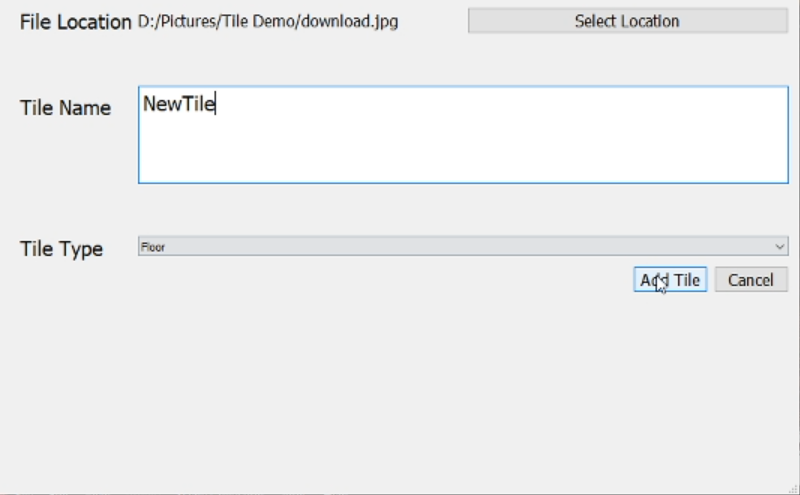 File Location D:/Pictures/Tile Demo/download.jpg Select Location
Tile Name NewTile
Tile Type Floor
Add Tile Cancel